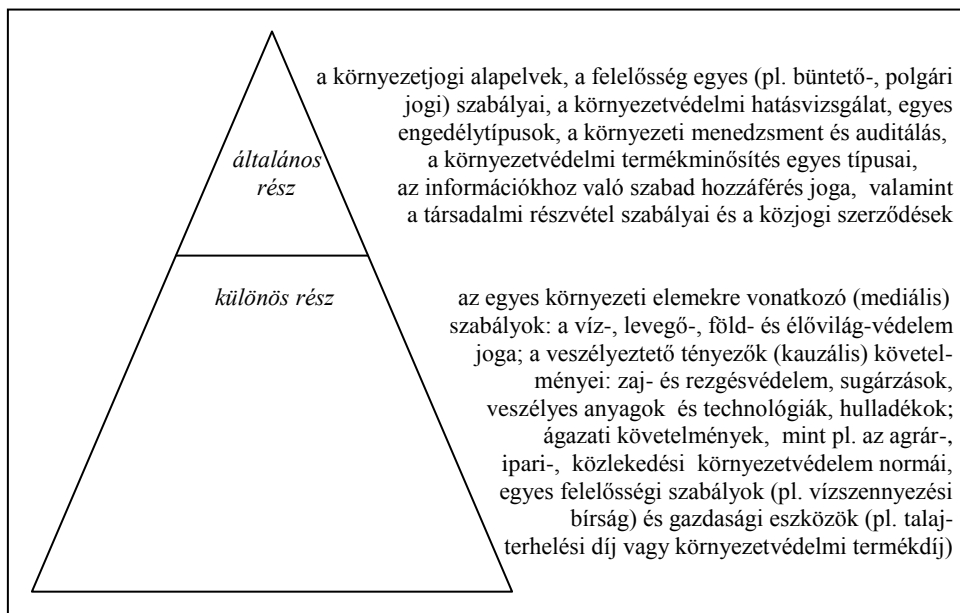 a környezetjogi alapelvek, a felelősség egyes (pl. büntető-, polgári
jogi) szabályai, a környezetvédelmi hatásvizsgálat, egyes
engedélytípusok, a környezeti menedzsment és auditálás,
a környezetvédelmi termékminősítés egyes típusai,
az információkhoz való szabad hozzáférés joga, valamint
a társadalmi részvétel szabályai és a közjogi szerződések
általános
rész
különös rész
az egyes környezeti elemekre vonatkozó (mediális)
szabályok: a víz-, levegő-, föld- és élővilág-védelem
joga; a veszélyeztető tényezők (kauzális) követel-
ményei: zaj- és rezgésvédelem, sugárzások,
veszélyes anyagok és technológiák, hulladékok;
ágazati követelmények, mint pl. az agrár-,
ipari-, közlekedési környezetvédelem normái,
egyes felelősségi szabályok (pl. vízszennyezési
bírság) és gazdasági eszközök (pl. talaj-
terhelési díj vagy környezetvédelmi termékdíj)